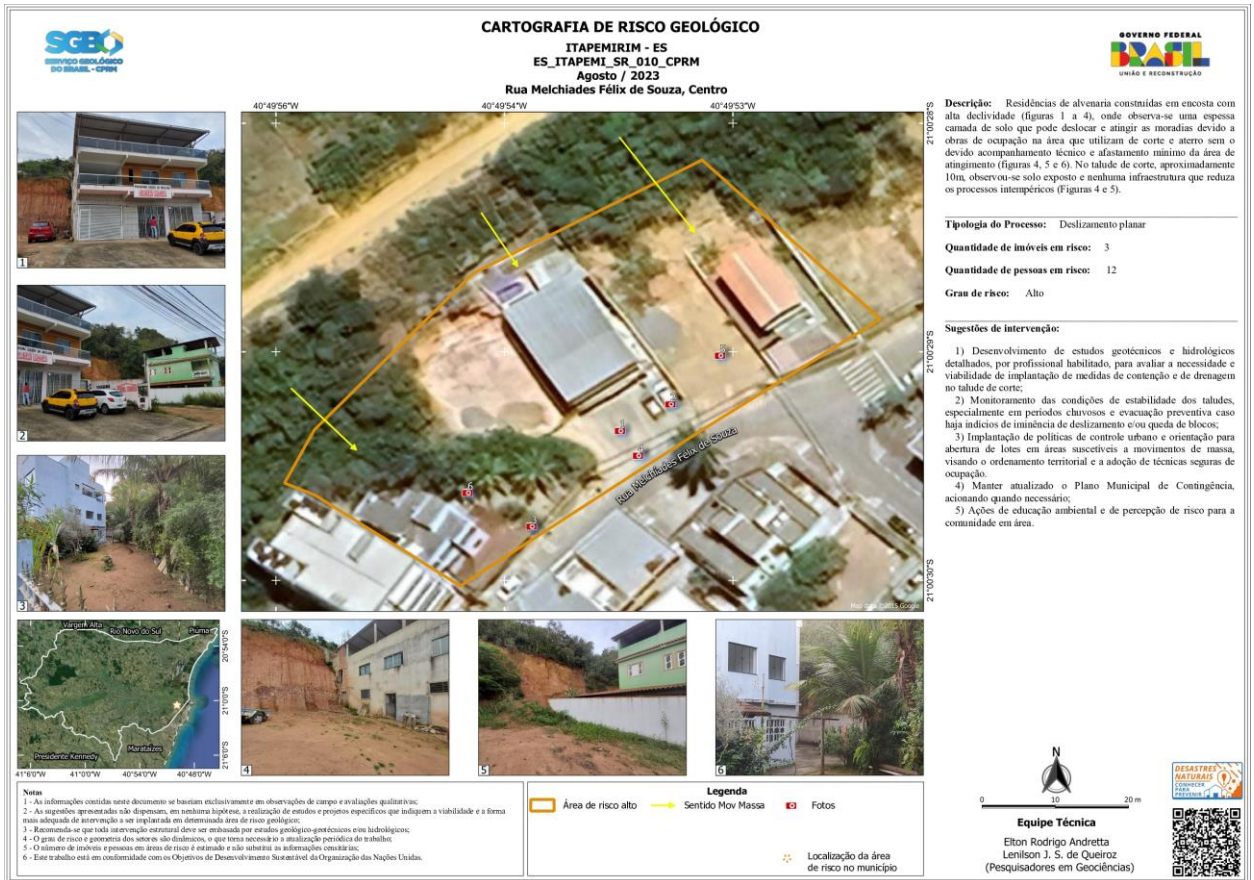 SGB
SERVIÇO GEOLÓGICO
DO BRASIL - CPRM
CARTOGRAFIA DE RISCO GEOLÓGICO
ITAPEMIRIM - ES
ES_ITAPEMI_SR_010_CPRM
Agosto / 2023
Rua Melchiades Félix de Souza, Centro
GOVERNO FEDERAL
BRASIL
UNIÃO E RECONSTRUÇÃO
40°49'56"W
40°49'54"W
40°49'53"W
21°00'28"S
21°00'29"S
21°00'30"S
1
2
3
5
1
6
Rua Melchiades Félix de Souza
Descrição: Residências de alvenaria construídas em encosta com
alta declividade (figuras 1 a 4), onde observa-se uma espessa
camada de solo que pode deslocar e atingir as moradias devido a
obras de ocupação na área que utilizam de corte e aterro sem o
devido acompanhamento técnico e afastamento mínimo da área de
atingimento (figuras 4, 5 e 6). No talude de corte, aproximadamente
10m, observou-se solo exposto e nenhuma infraestrutura que reduza
os processos intempéricos (Figuras 4 e 5).
Tipologia do Processo: Deslizamento planar
Quantidade de imóveis em risco: 3
Quantidade de pessoas em risco: 12
Grau de risco: Alto
Sugestões de intervenção:
1) Desenvolvimento de estudos geotécnicos e hidrológicos
detalhados, por profissional habilitado, para avaliar a necessidade e
viabilidade de implantação de medidas de contenção e de drenagem
no talude de corte;
2) Monitoramento das condições de estabilidade dos taludes,
especialmente em períodos chuvosos e evacuação preventiva caso
haja indícios de iminência de deslizamento e/ou queda de blocos;
3) Implantação de políticas de controle urbano e orientação para
abertura de lotes em áreas suscetíveis a movimentos de massa,
visando o ordenamento territorial e a adoção de técnicas seguras de
ocupação.
4) Manter atualizado o Plano Municipal de Contingência,
acionando quando necessário;
5) Ações de educação ambiental e de percepção de risco para a
comunidade em área.
Vargem Alta
Rio Novo do Sul
Piúma
Presidente Kennedy
Marataízes
20°54'0"S
21°0'0"S
21°6'0"S
41°6'0"W
41°0'0"W
40°54'0"W
40°48'0"W
4
5
6
Notas
1 - As informações contidas neste documento se baseiam exclusivamente em observações de campo e avaliações qualitativas;
2 - As sugestões apresentadas não dispensam, em nenhuma hipótese, a realização de estudos e projetos específicos que indiquem a viabilidade e a forma
mais adequada de intervenção a ser implantada em determinada área de risco geológico;
3 - Recomenda-se que toda intervenção estrutural deve ser embasada por estudos geológico-geotécnicos e/ou hidrológicos;
4 - O grau de risco e geometria dos setores são dinâmicos, o que torna necessário a atualização periódica do trabalho;
5 - O número de imóveis e pessoas em áreas de risco é estimado e não substitui as informações censitárias;
6 - Este trabalho está em conformidade com os Objetivos de Desenvolvimento Sustentável da Organização das Nações Unidas.
Legenda
Área de risco alto
Sentido Mov Massa
Fotos
Localização da área
de risco no município
N
0 10 20 m
Equipe Técnica
Elton Rodrigo Andretta
Lenilson J. S. de Queiroz
(Pesquisadores em Geociências)
DESASTRES
NATURAIS
CONHECER
PARA
PREVENIR